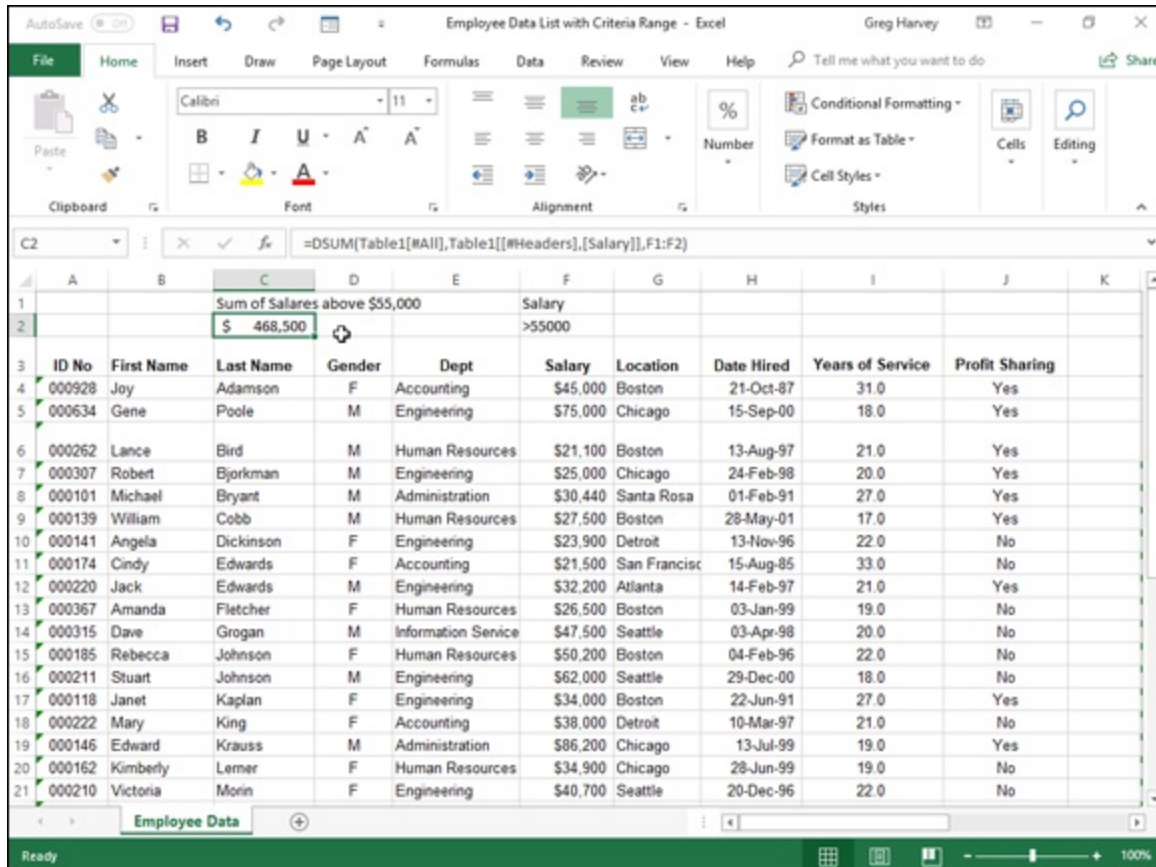 AutoSave Off Employee Data List with Criteria Range - Excel Greg Harvey
File Home Insert Draw Page Layout Formulas Data Review View Help Tell me what you want to do Share
Calibri 11 ab Conditional Formatting
Paste B I U A A % Number Format as Table Cells Editing
A Cell Styles
Clipboard Font Alignment Styles
C2 fx =DSUM(Table1[#All],Table1[[#Headers],[Salary]],F1:F2)
A B C D E F G H I J K
1 Sum of Salares above $55,000 Salary
2 $ 468,500 >55000
3 ID No First Name Last Name Gender Dept Salary Location Date Hired Years of Service Profit Sharing
4 000928 Joy Adamson F Accounting $45,000 Boston 21-Oct-87 31.0 Yes
5 000634 Gene Poole M Engineering $75,000 Chicago 15-Sep-00 18.0 Yes
6 000262 Lance Bird M Human Resources $21,100 Boston 13-Aug-97 21.0 Yes
7 000307 Robert Bjorkman M Engineering $25,000 Chicago 24-Feb-98 20.0 Yes
8 000101 Michael Bryant M Administration $30,440 Santa Rosa 01-Feb-91 27.0 Yes
9 000139 William Cobb M Human Resources $27,500 Boston 28-May-01 17.0 Yes
10 000141 Angela Dickinson F Engineering $23,900 Detroit 13-Nov-96 22.0 No
11 000174 Cindy Edwards F Accounting $21,500 San Francisc 15-Aug-85 33.0 No
12 000220 Jack Edwards M Engineering $32,200 Atlanta 14-Feb-97 21.0 Yes
13 000367 Amanda Fletcher F Human Resources $26,500 Boston 03-Jan-99 19.0 No
14 000315 Dave Grogan M Information Service $47,500 Seattle 03-Apr-98 20.0 No
15 000185 Rebecca Johnson F Human Resources $50,200 Boston 04-Feb-96 22.0 No
16 000211 Stuart Johnson M Engineering $62,000 Seattle 29-Dec-00 18.0 No
17 000118 Janet Kaplan F Engineering $34,000 Boston 22-Jun-91 27.0 Yes
18 000222 Mary King F Accounting $38,000 Detroit 10-Mar-97 21.0 No
19 000146 Edward Krauss M Administration $86,200 Chicago 13-Jul-99 19.0 Yes
20 000162 Kimberly Lerner F Human Resources $34,900 Chicago 28-Jun-99 19.0 No
21 000210 Victoria Morin F Engineering $40,700 Seattle 20-Dec-96 22.0 No
Employee Data
Ready 100%